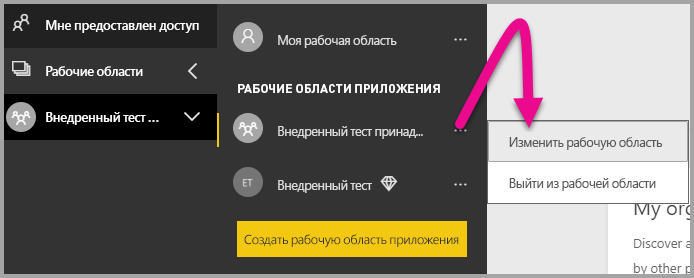 Мне предоставлен доступ
Рабочие области
Внедренный тест ...
Моя рабочая область
РАБОЧИЕ ОБЛАСТИ ПРИЛОЖЕНИЯ
Внедренный тест принад...
ET
Внедренный тест
Создать рабочую область приложения
Изменить рабочую область
Выйти из рабочей области
My org
Discover a
by other p